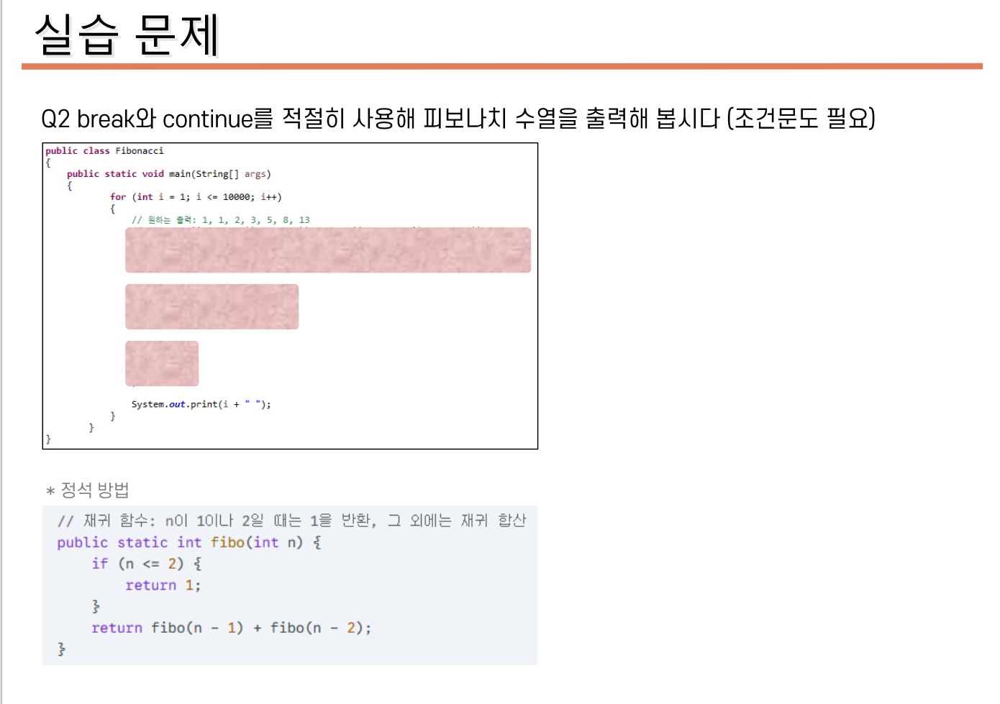 실습 문제
Q2 break와 continue를 적절히 사용해 피보나치 수열을 출력해 봅시다 (조건문도 필요)
public class Fibonacci
{
public static void main(String[] args)
{
for (int i = 1; i <= 10000; i++)
{
// 원하는 출력: 1, 1, 2, 3, 5, 8, 13
System.out.print(i + " ");
}
}
}
* 정석 방법
// 재귀 함수: n이 1이나 2일 때는 1을 반환, 그 외에는 재귀 합산
public static int fibo(int n) {
if (n <= 2) {
return 1;
}
return fibo(n - 1) + fibo(n - 2);
}